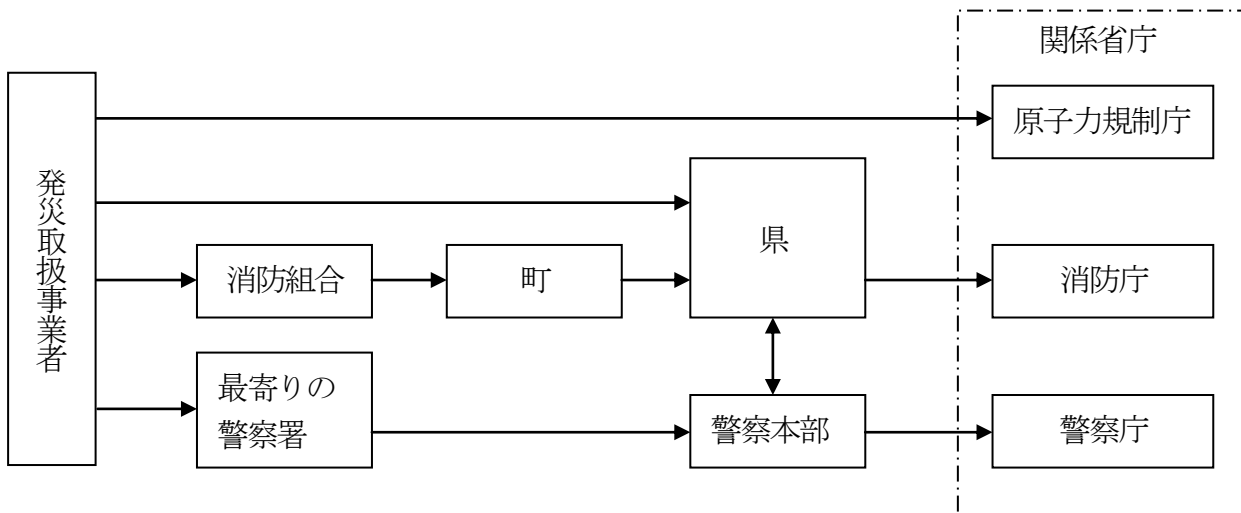 関係省庁
原子力規制庁
発災取扱事業者
県
消防組合
町
消防庁
最寄りの
警察署
警察本部
警察庁